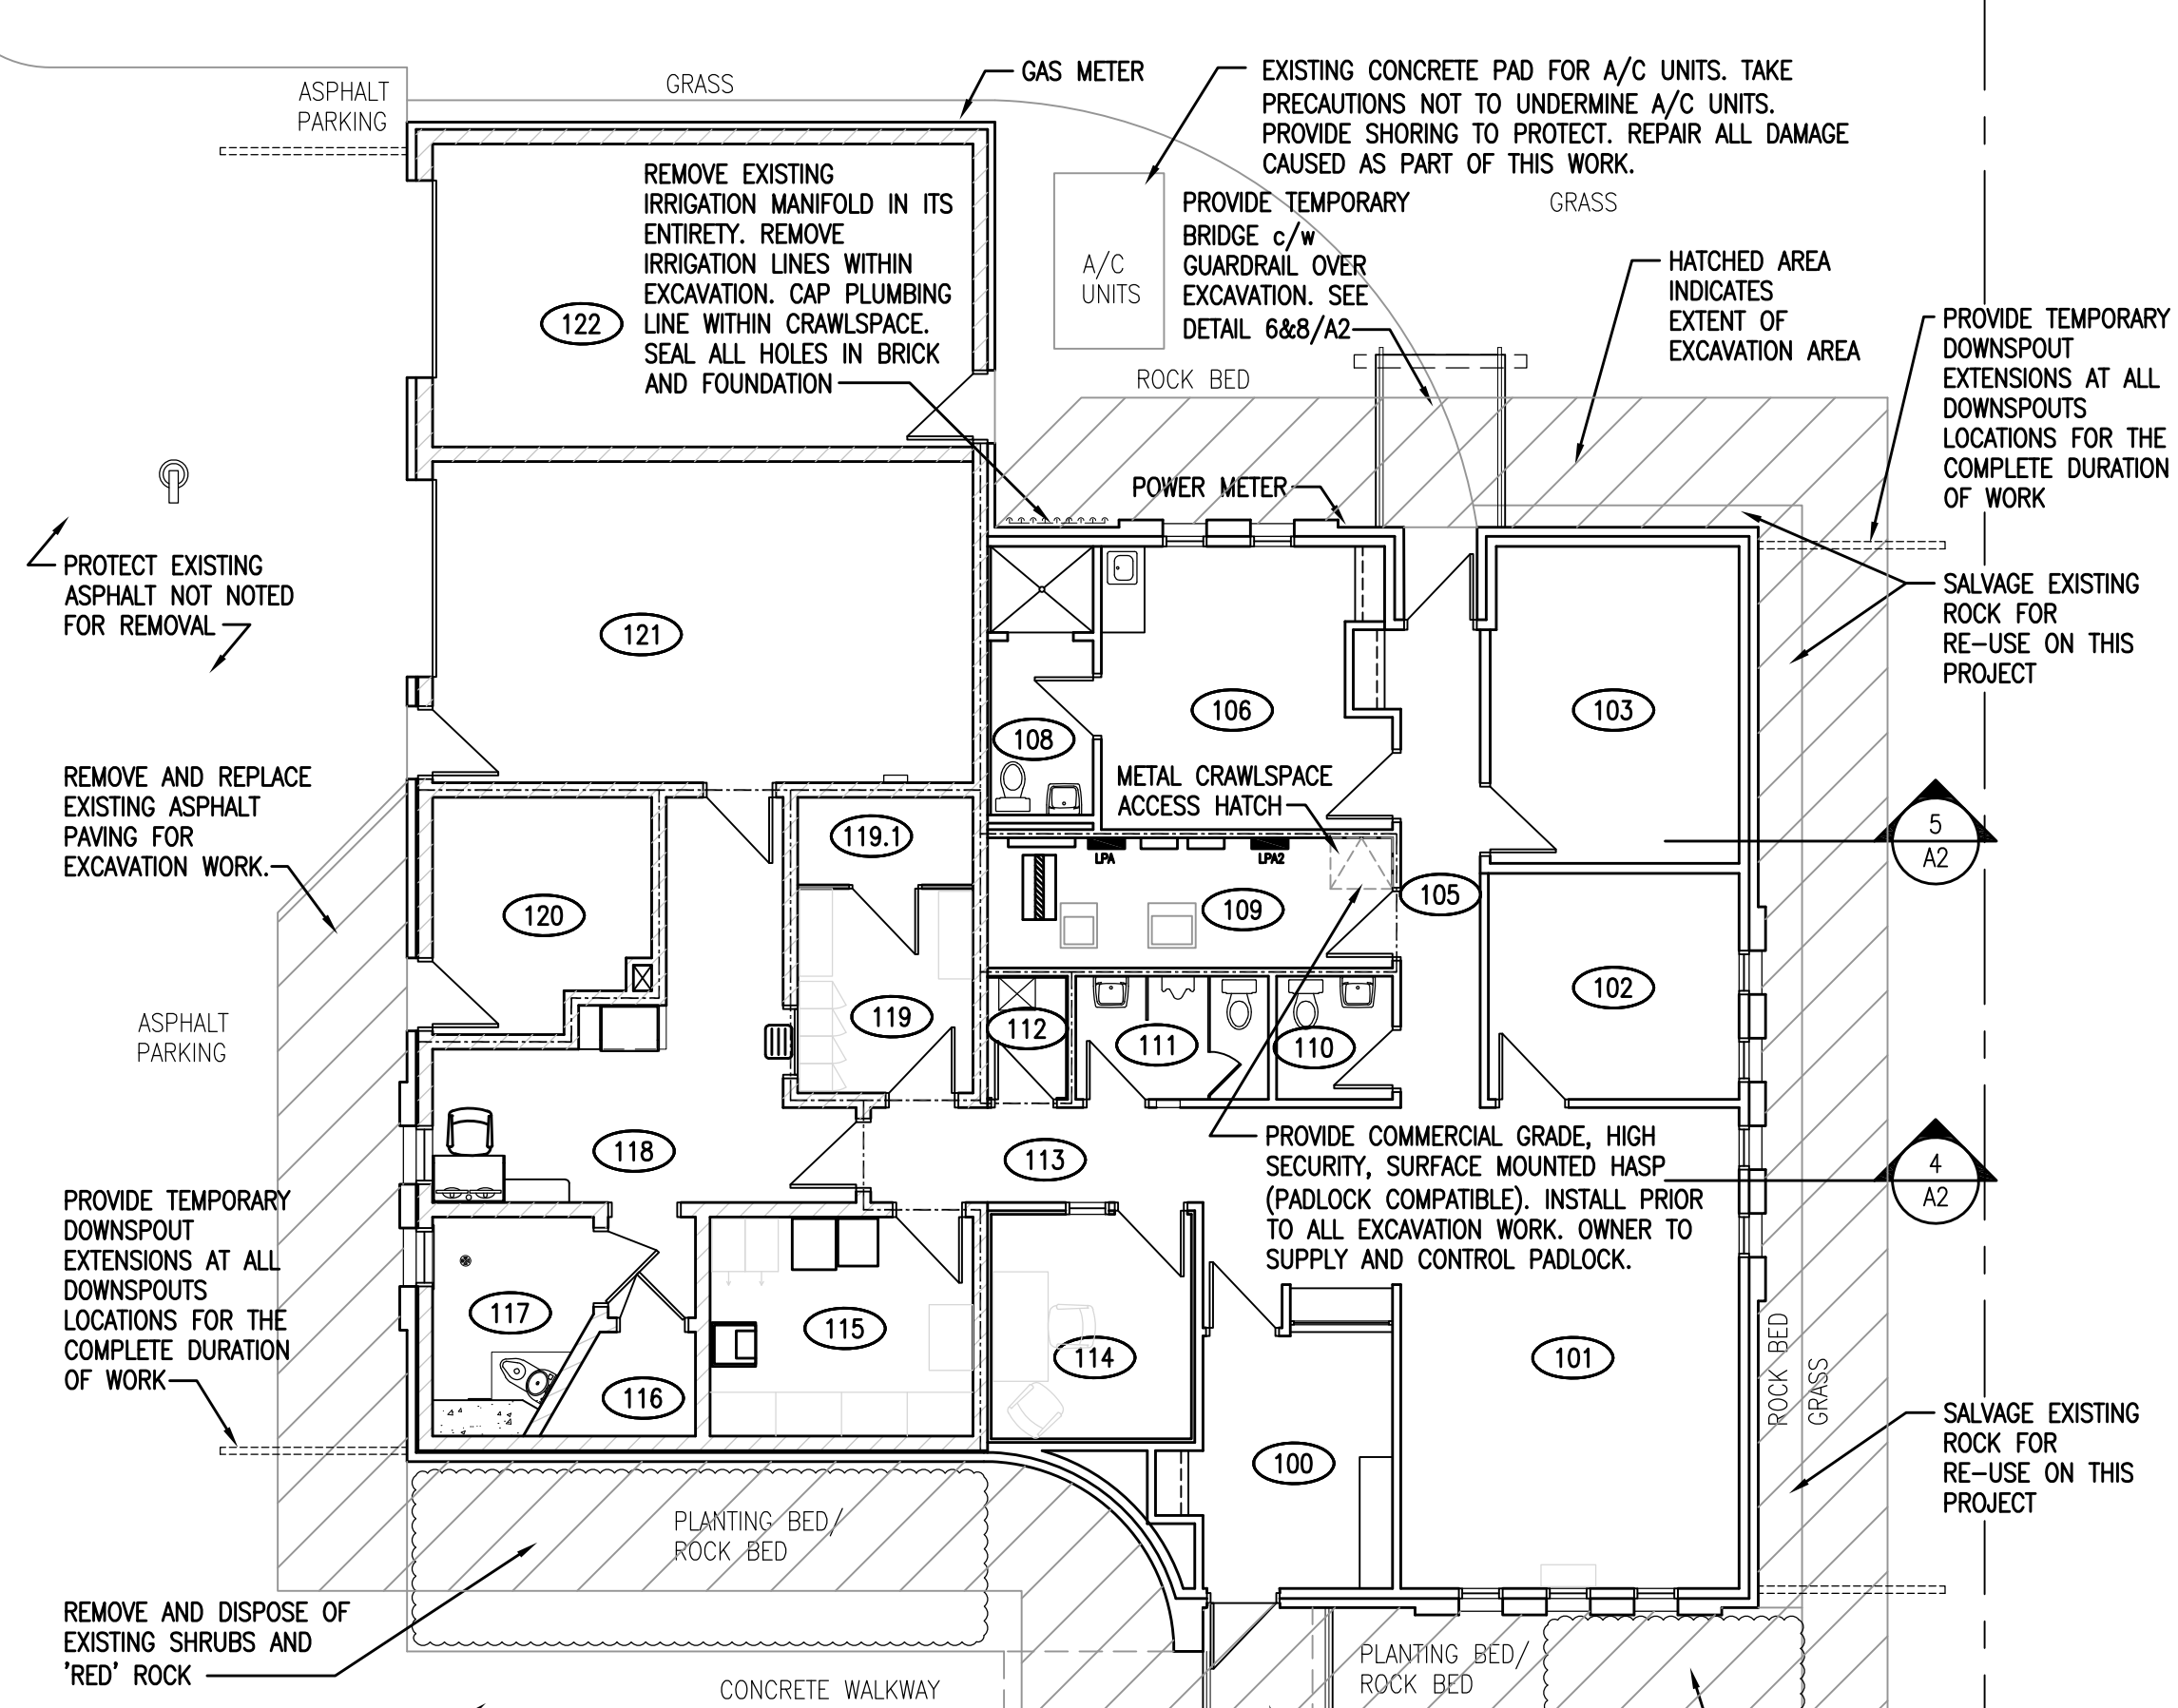 ASPHALT
PARKING
GRASS
GAS METER
EXISTING CONCRETE PAD FOR A/C UNITS. TAKE
PRECAUTIONS NOT TO UNDERMINE A/C UNITS.
PROVIDE SHORING TO PROTECT. REPAIR ALL DAMAGE
CAUSED AS PART OF THIS WORK.
REMOVE EXISTING
IRRIGATION MANIFOLD IN ITS
ENTIRETY. REMOVE
IRRIGATION LINES WITHIN
EXCAVATION. CAP PLUMBING
LINE WITHIN CRAWLSPACE.
SEAL ALL HOLES IN BRICK
AND FOUNDATION
122
A/C
UNITS
PROVIDE TEMPORARY
BRIDGE c/w
GUARDRAIL OVER
EXCAVATION. SEE
DETAIL 6&8/A2
GRASS
HATCHED AREA
INDICATES
EXTENT OF
EXCAVATION AREA
PROVIDE TEMPORARY
DOWNSPOUT
EXTENSIONS AT ALL
DOWNSPOUTS
LOCATIONS FOR THE
COMPLETE DURATION
OF WORK
ROCK BED
POWER METER
PROTECT EXISTING
ASPHALT NOT NOTED
FOR REMOVAL
SALVAGE EXISTING
ROCK FOR
RE-USE ON THIS
PROJECT
121
108
106
103
METAL CRAWLSPACE
ACCESS HATCH
REMOVE AND REPLACE
EXISTING ASPHALT
PAVING FOR
EXCAVATION WORK.
119.1
LPA
LPA2
5
A2
120
109
105
119
112
111
110
102
ASPHALT
PARKING
118
113
PROVIDE COMMERCIAL GRADE, HIGH
SECURITY, SURFACE MOUNTED HASP
(PADLOCK COMPATIBLE). INSTALL PRIOR
TO ALL EXCAVATION WORK. OWNER TO
SUPPLY AND CONTROL PADLOCK.
4
A2
PROVIDE TEMPORARY
DOWNSPOUT
EXTENSIONS AT ALL
DOWNSPOUTS
LOCATIONS FOR THE
COMPLETE DURATION
OF WORK
117
116
115
114
101
100
ROCK BED
GRASS
SALVAGE EXISTING
ROCK FOR
RE-USE ON THIS
PROJECT
PLANTING BED/
ROCK BED
REMOVE AND DISPOSE OF
EXISTING SHRUBS AND
'RED' ROCK
CONCRETE WALKWAY
PLANTING BED/
ROCK BED